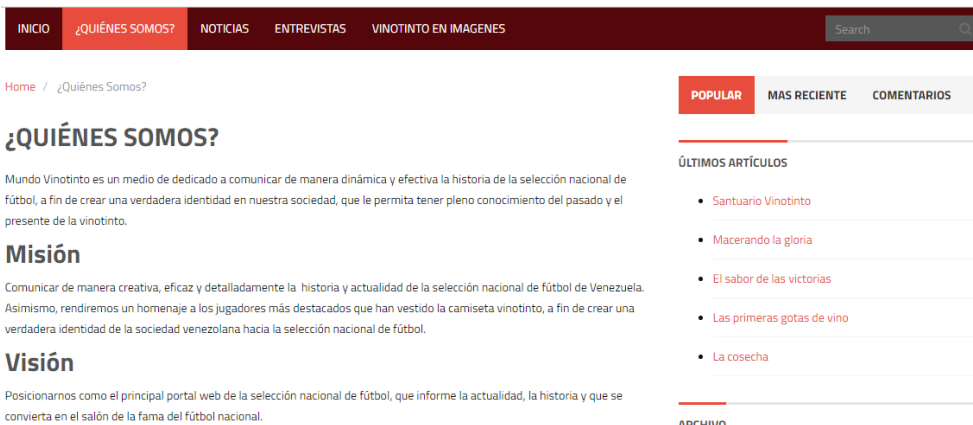 INICIO ¿QUIÉNES SOMOS? NOTICIAS ENTREVISTAS VINOTINTO EN IMAGENES Search
Home / ¿Quiénes Somos?
¿QUIÉNES SOMOS?
Mundo Vinotinto es un medio de dedicado a comunicar de manera dinámica y efectiva la historia de la selección nacional de
fútbol, a fin de crear una verdadera identidad en nuestra sociedad, que le permita tener pleno conocimiento del pasado y el
presente de la vinotinto.
Misión
Comunicar de manera creativa, eficaz y detalladamente la historia y actualidad de la selección nacional de fútbol de Venezuela.
Asimismo, rendiremos un homenaje a los jugadores más destacados que han vestido la camiseta vinotinto, a fin de crear una
verdadera identidad de la sociedad venezolana hacia la selección nacional de fútbol.
Visión
Posicionarnos como el principal portal web de la selección nacional de fútbol, que informe la actualidad, la historia y que se
convierta en el salón de la fama del fútbol nacional.
POPULAR MAS RECIENTE COMENTARIOS
ÚLTIMOS ARTÍCULOS
Santuario Vinotinto
Macerando la gloria
El sabor de las victorias
Las primeras gotas de vino
La cosecha
ARCHIVO